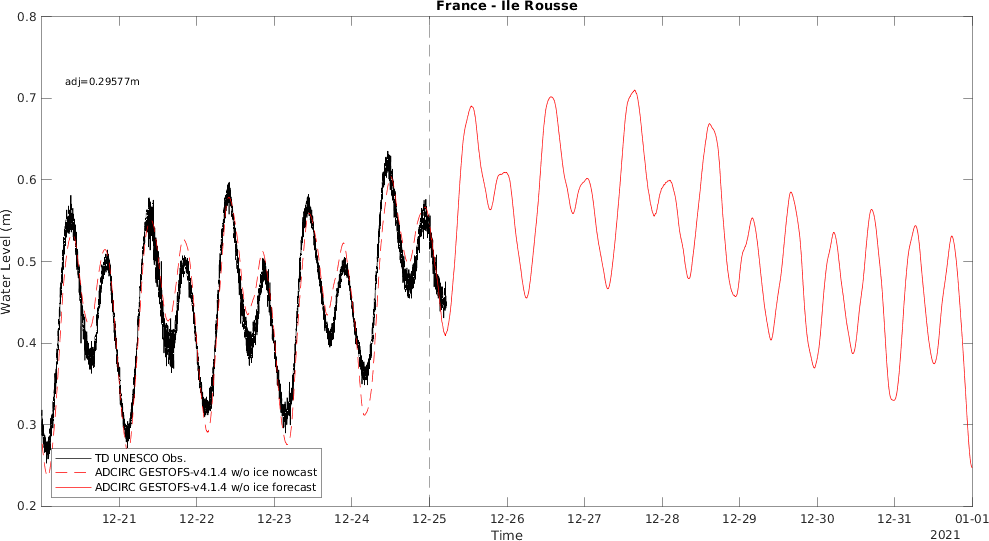 France - Ile Rousse
adj=0.29577m
Water Level (m)
0.8
0.7
0.6
0.5
0.4
0.3
0.2
TD UNESCO Obs.
ADCIRC GESTOFS-v4.1.4 w/o ice nowcast
ADCIRC GESTOFS-v4.1.4 w/o ice forecast
12-21 12-22 12-23 12-24 12-25 12-26 12-27 12-28 12-29 12-30 12-31 01-01
Time
2021